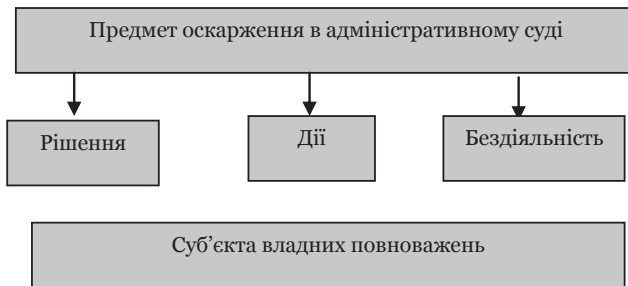 Предмет оскарження в адміністративному суді
Рішення
Дії
Бездіяльність
Суб’єкта владних повноважень